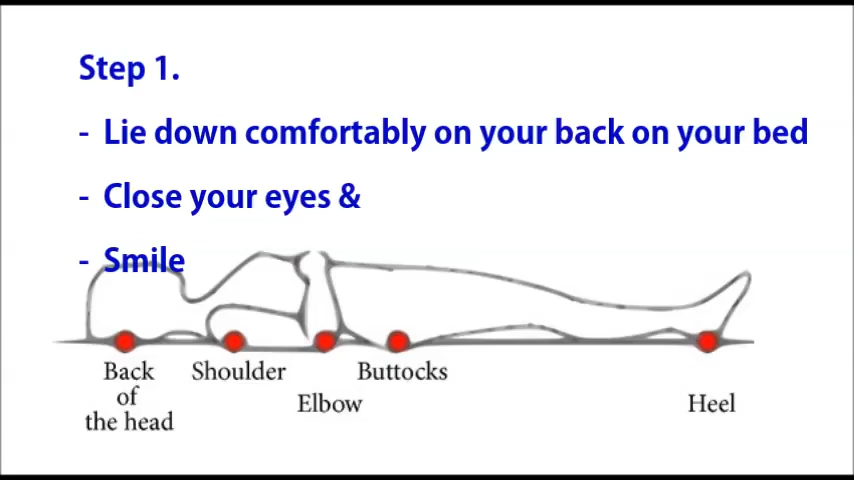 Step 1.
- Lie down comfortably on your back on your bed
- Close your eyes &
- Smile
Back of the head
Shoulder
Elbow
Buttocks
Heel